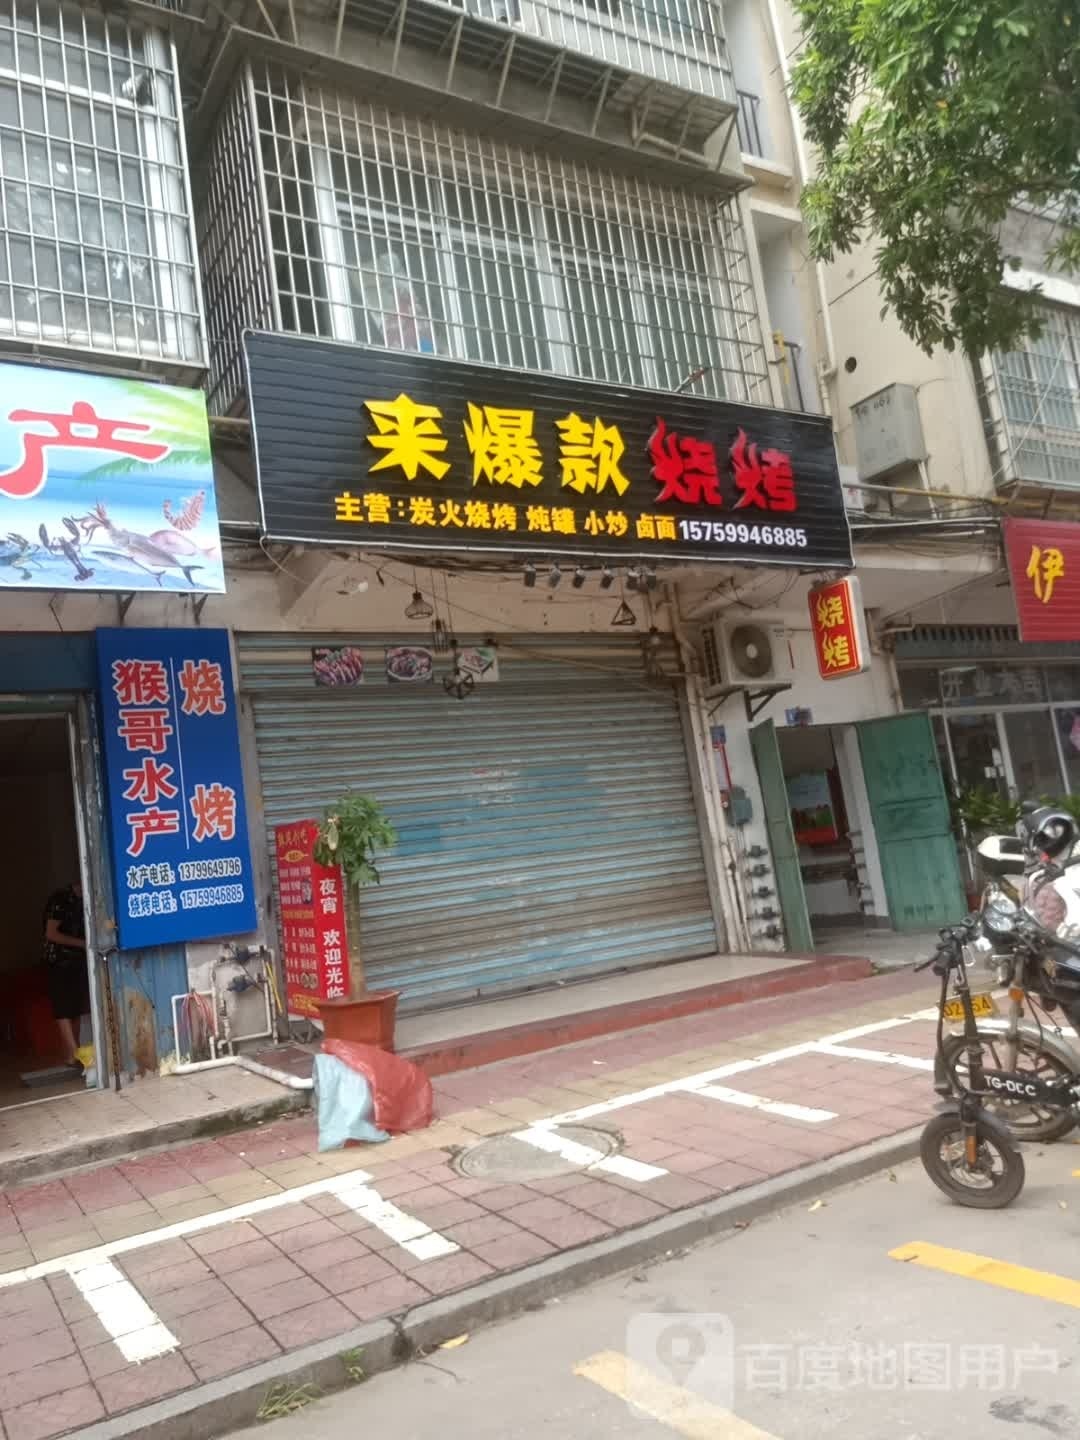 来爆款 烧烤
主营:炭火烧烤 炖罐 小炒 卤面 15759946885
产
伊
烧烤
猴哥水产
烧烤
水产电话:13799649796
烧烤电话:15759946885
夜宵 欢迎光临
TG-DCC
百度地图用户